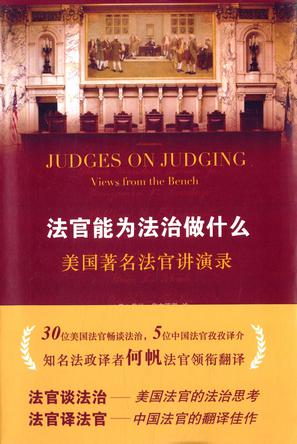 JUDGES ON JUDGING
Views from the Bench
法官能为法治做什么
美国著名法官讲演录
30位美国法官畅谈法治，5位中国法官孜孜译介
知名法政译者何帆法官领衔翻译
法官谈法治——美国法官的法治思考
法官译法官——中国法官的翻译佳作